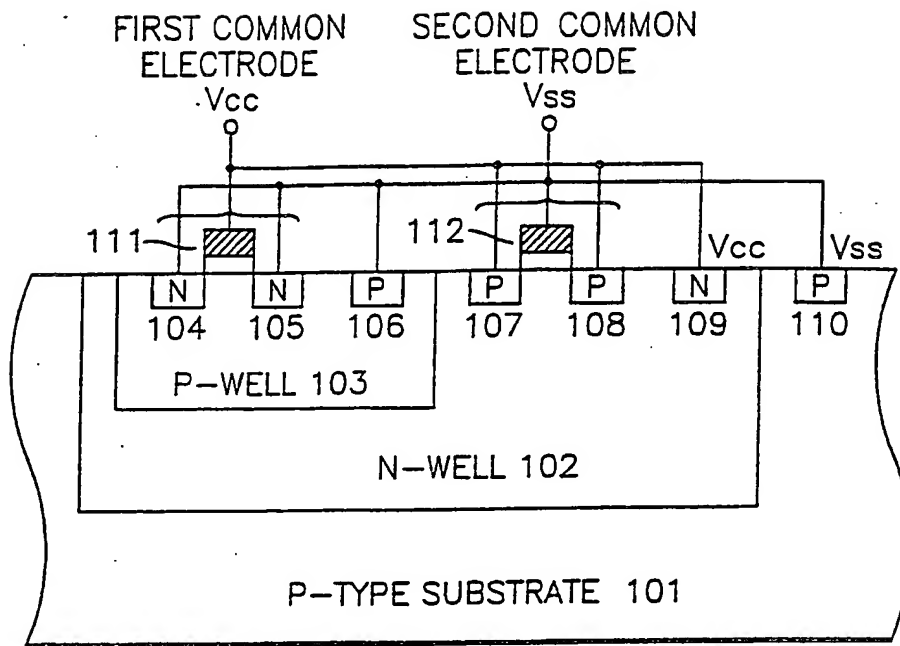 FIRST COMMON
ELECTRODE
Vcc
SECOND COMMON
ELECTRODE
Vss
111
112
Vcc
Vss
N
N
P
P
P
N
P
104
105
106
107
108
109
110
P-WELL 103
N-WELL 102
P-TYPE SUBSTRATE 101